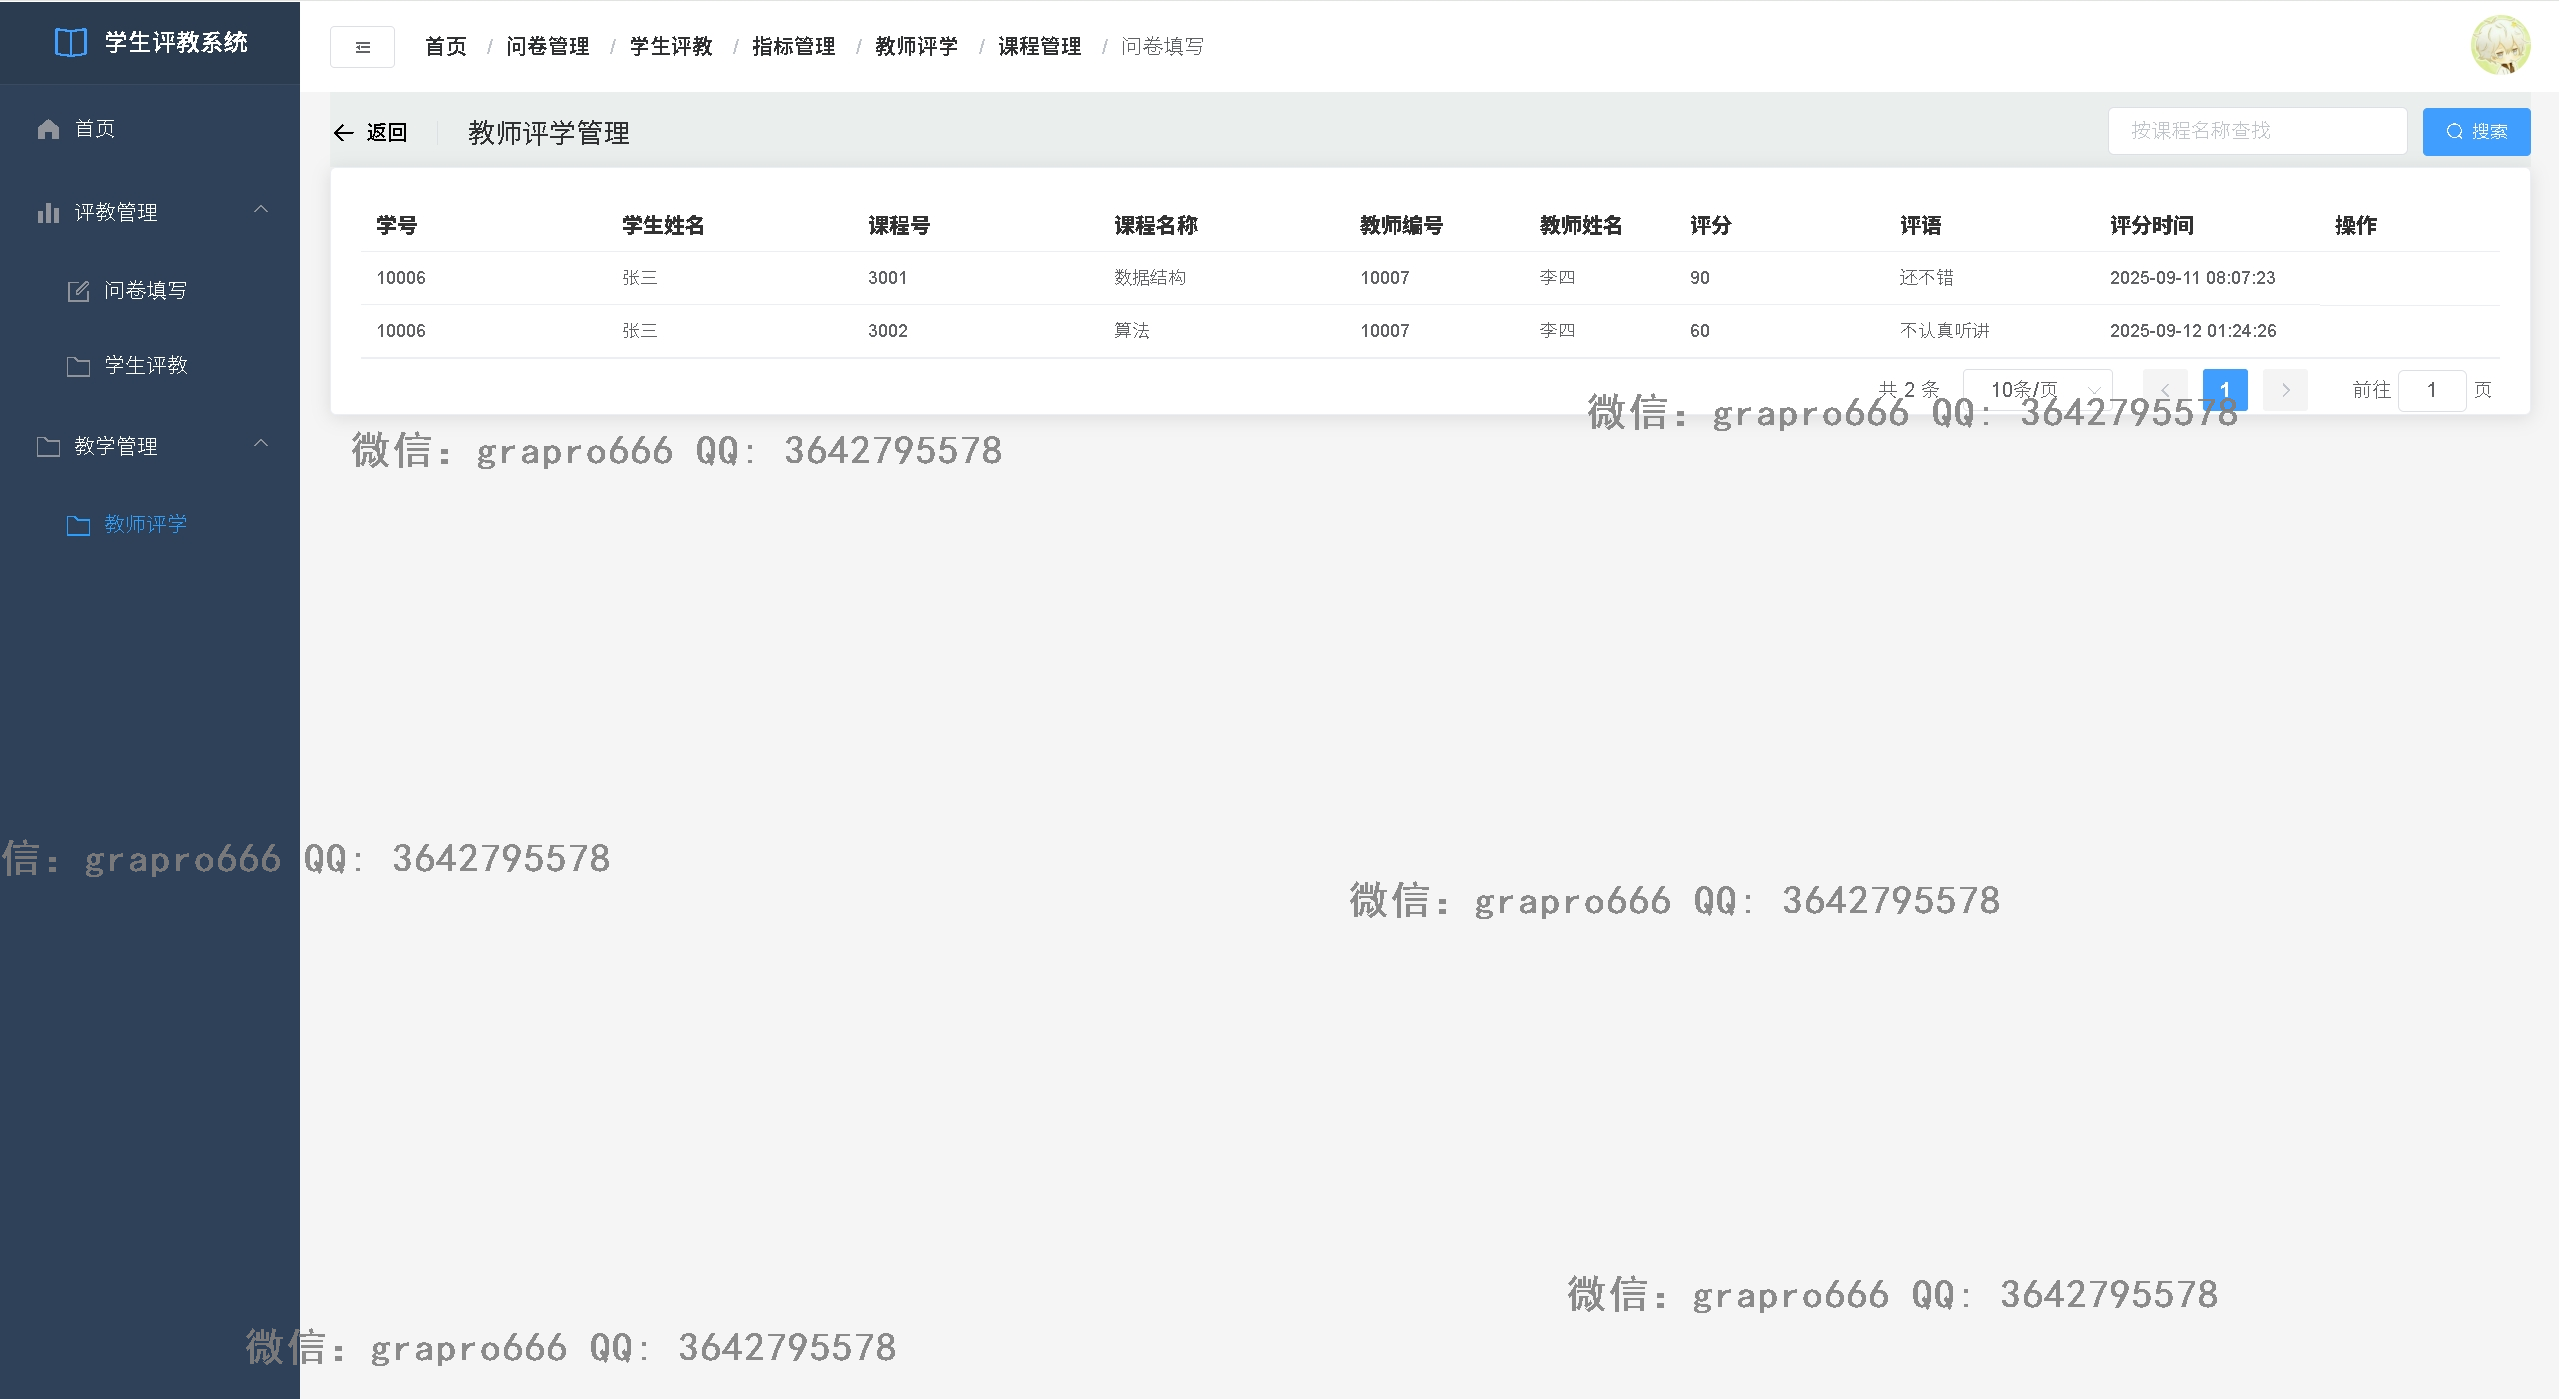 学生评教系统
首页 / 问卷管理 / 学生评教 / 指标管理 / 教师评学 / 课程管理 / 问卷填写
首页
评教管理
问卷填写
学生评教
教学管理
教师评学
返回 教师评学管理 按课程名称查找 搜索
学号 学生姓名 课程号 课程名称 教师编号 教师姓名 评分 评语 评分时间 操作
10006 张三 3001 数据结构 10007 李四 90 还不错 2025-09-11 08:07:23
10006 张三 3002 算法 10007 李四 60 不认真听讲 2025-09-12 01:24:26
共 2 条 10条/页 1 前往 1 页
微信: grapro666 QQ: 3642795578
微信: grapro666 QQ: 3642795578
信: grapro666 QQ: 3642795578
微信: grapro666 QQ: 3642795578
微信: grapro666 QQ: 3642795578
微信: grapro666 QQ: 3642795578